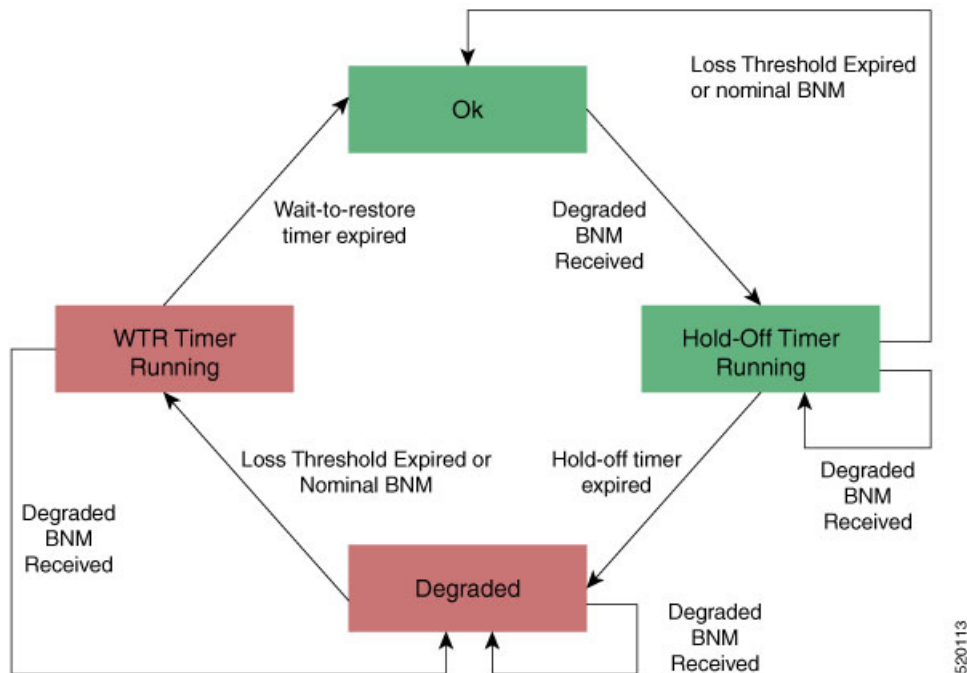 Ok
Loss Threshold Expired
or nominal BNM
Wait-to-restore
timer expired
Degraded
BNM
Received
WTR Timer
Running
Hold-Off Timer
Running
Loss Threshold Expired or
Nominal BNM
Hold-off timer
expired
Degraded
BNM
Received
Degraded
BNM
Received
Degraded
Degraded
BNM
Received
520113